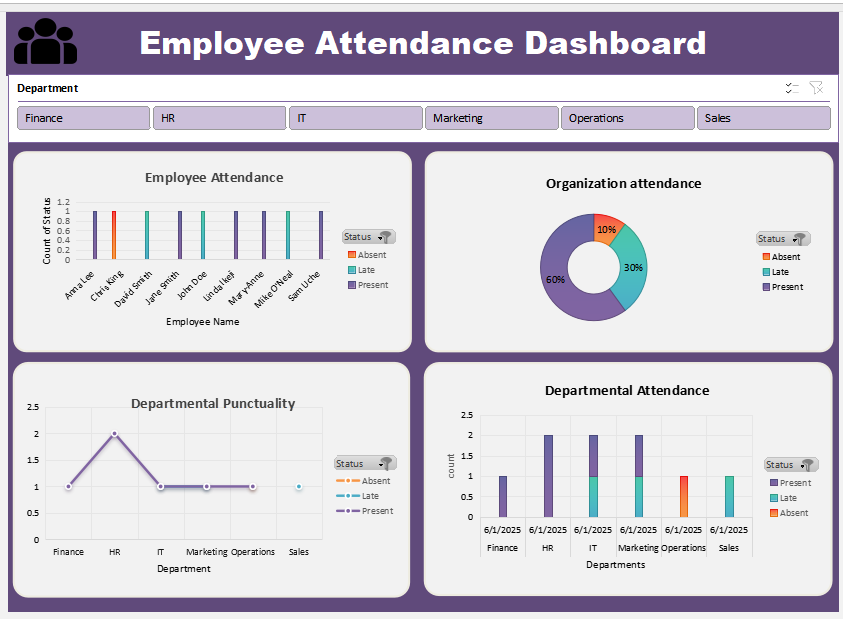 Employee Attendance Dashboard
Department
Finance
HR
IT
Marketing
Operations
Sales
Employee Attendance
Count of Status
1.2
1
0.8
0.6
0.4
0.2
0
Anna Lee
Chris King
David Smith
Jane Smith
John Doe
Linda Ikeji
Mary-Anne
Mike O'Neal
Sam Uche
Employee Name
Status
Absent
Late
Present
Organization attendance
10%
30%
60%
Status
Absent
Late
Present
Departmental Punctuality
2.5
2
1.5
1
0.5
0
Finance HR IT Marketing Operations Sales
Department
Status
Absent
Late
Present
Departmental Attendance
count
2.5
2
1.5
1
0.5
0
6/1/2025 6/1/2025 6/1/2025 6/1/2025 6/1/2025 6/1/2025
Finance HR IT Marketing Operations Sales
Departments
Status
Present
Late
Absent